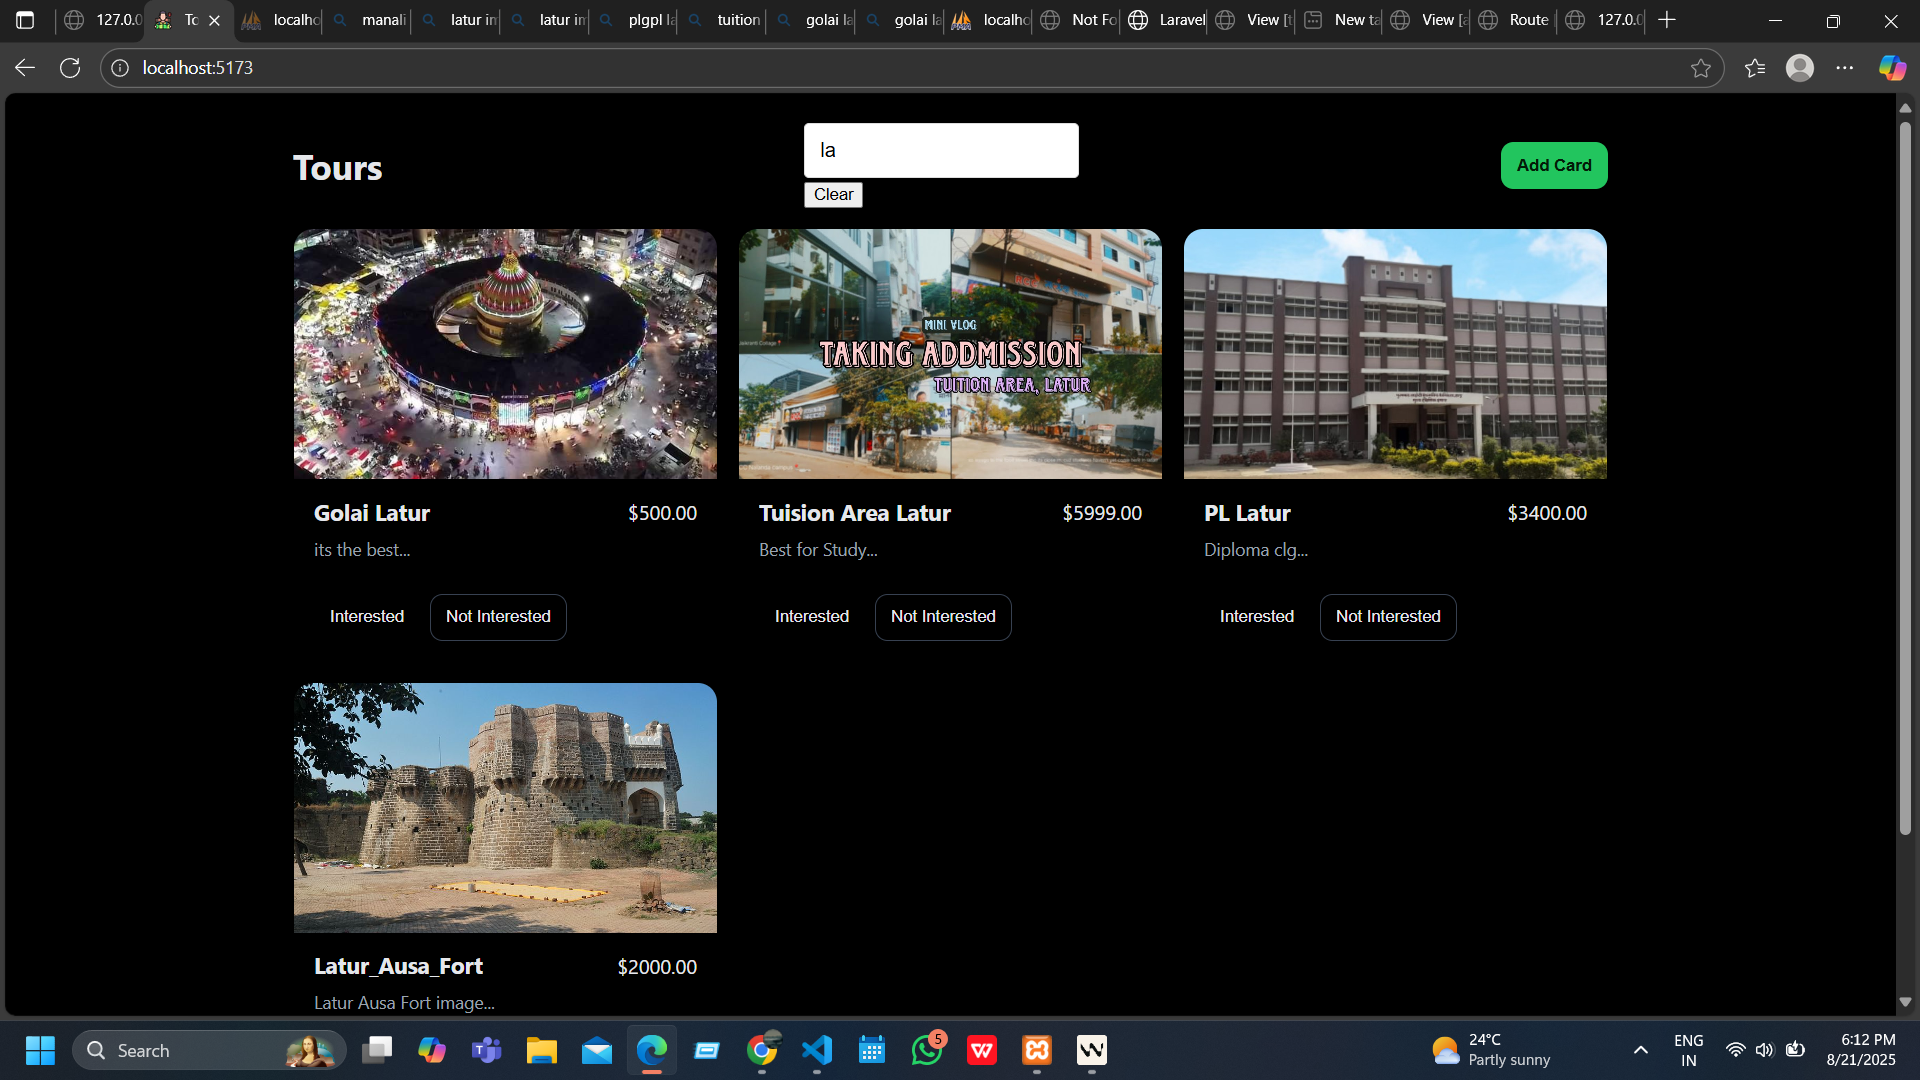 127.0.0
To
localho
manali
latur im
latur im
plgpl la
tuition
golai la
golai la
localho
Not Fo
Laravel
View [t
New ta
View [a
Route
127.0.0
localhost:5173
Tours
la
Clear
Add Card
MINI VLOG
TAKING ADDMISSION
TUITION AREA, LATUR
Golai Latur $500.00
its the best...
Interested Not Interested
Tuision Area Latur $5999.00
Best for Study...
Interested Not Interested
PL Latur $3400.00
Diploma clg...
Interested Not Interested
Latur_Ausa_Fort $2000.00
Latur Ausa Fort image...
Search
5
24°C
Partly sunny
ENG
IN
6:12 PM
8/21/2025